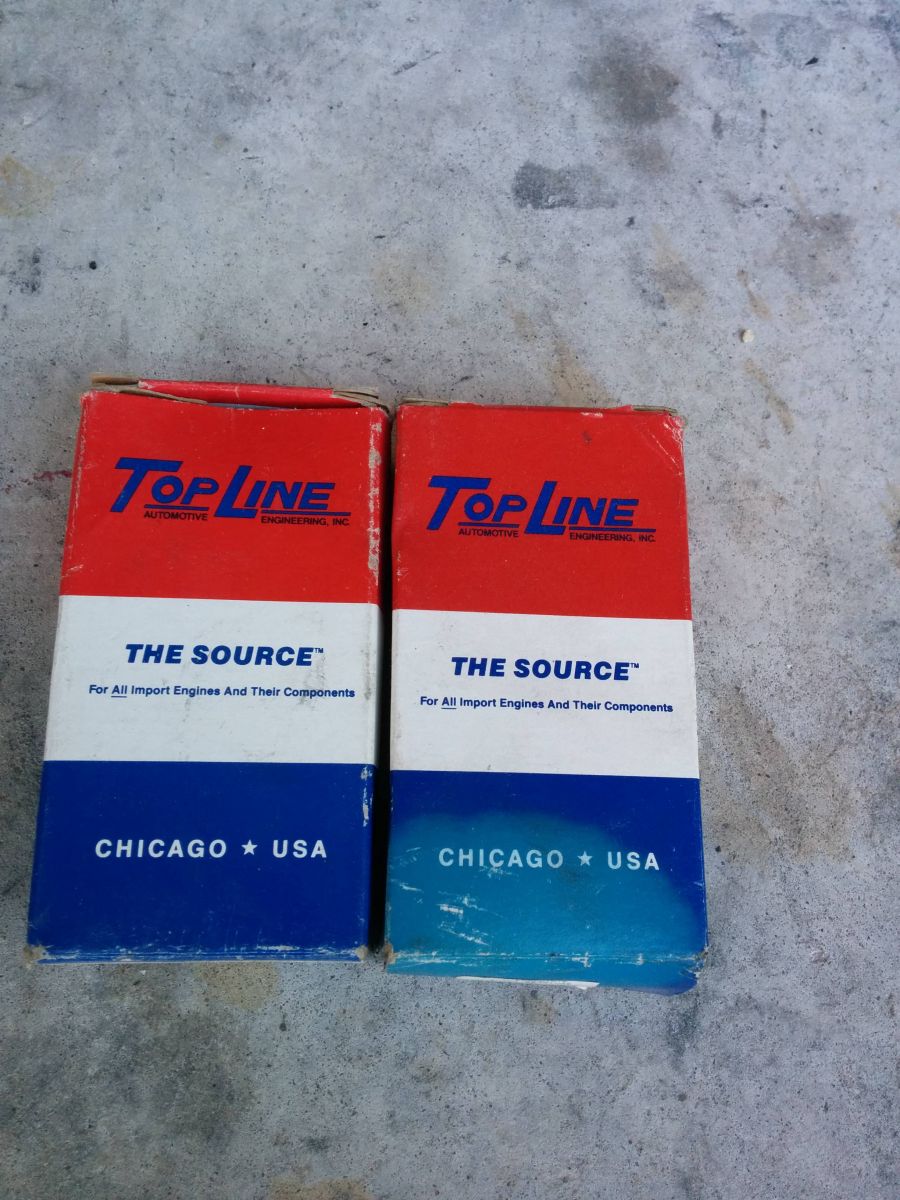 TOPLINE
AUTOMOTIVE ENGINEERING, INC.
THE SOURCE™
For All Import Engines And Their Components
CHICAGO ★ USA
TOPLINE
AUTOMOTIVE ENGINEERING, INC.
THE SOURCE™
For All Import Engines And Their Components
CHICAGO ★ USA